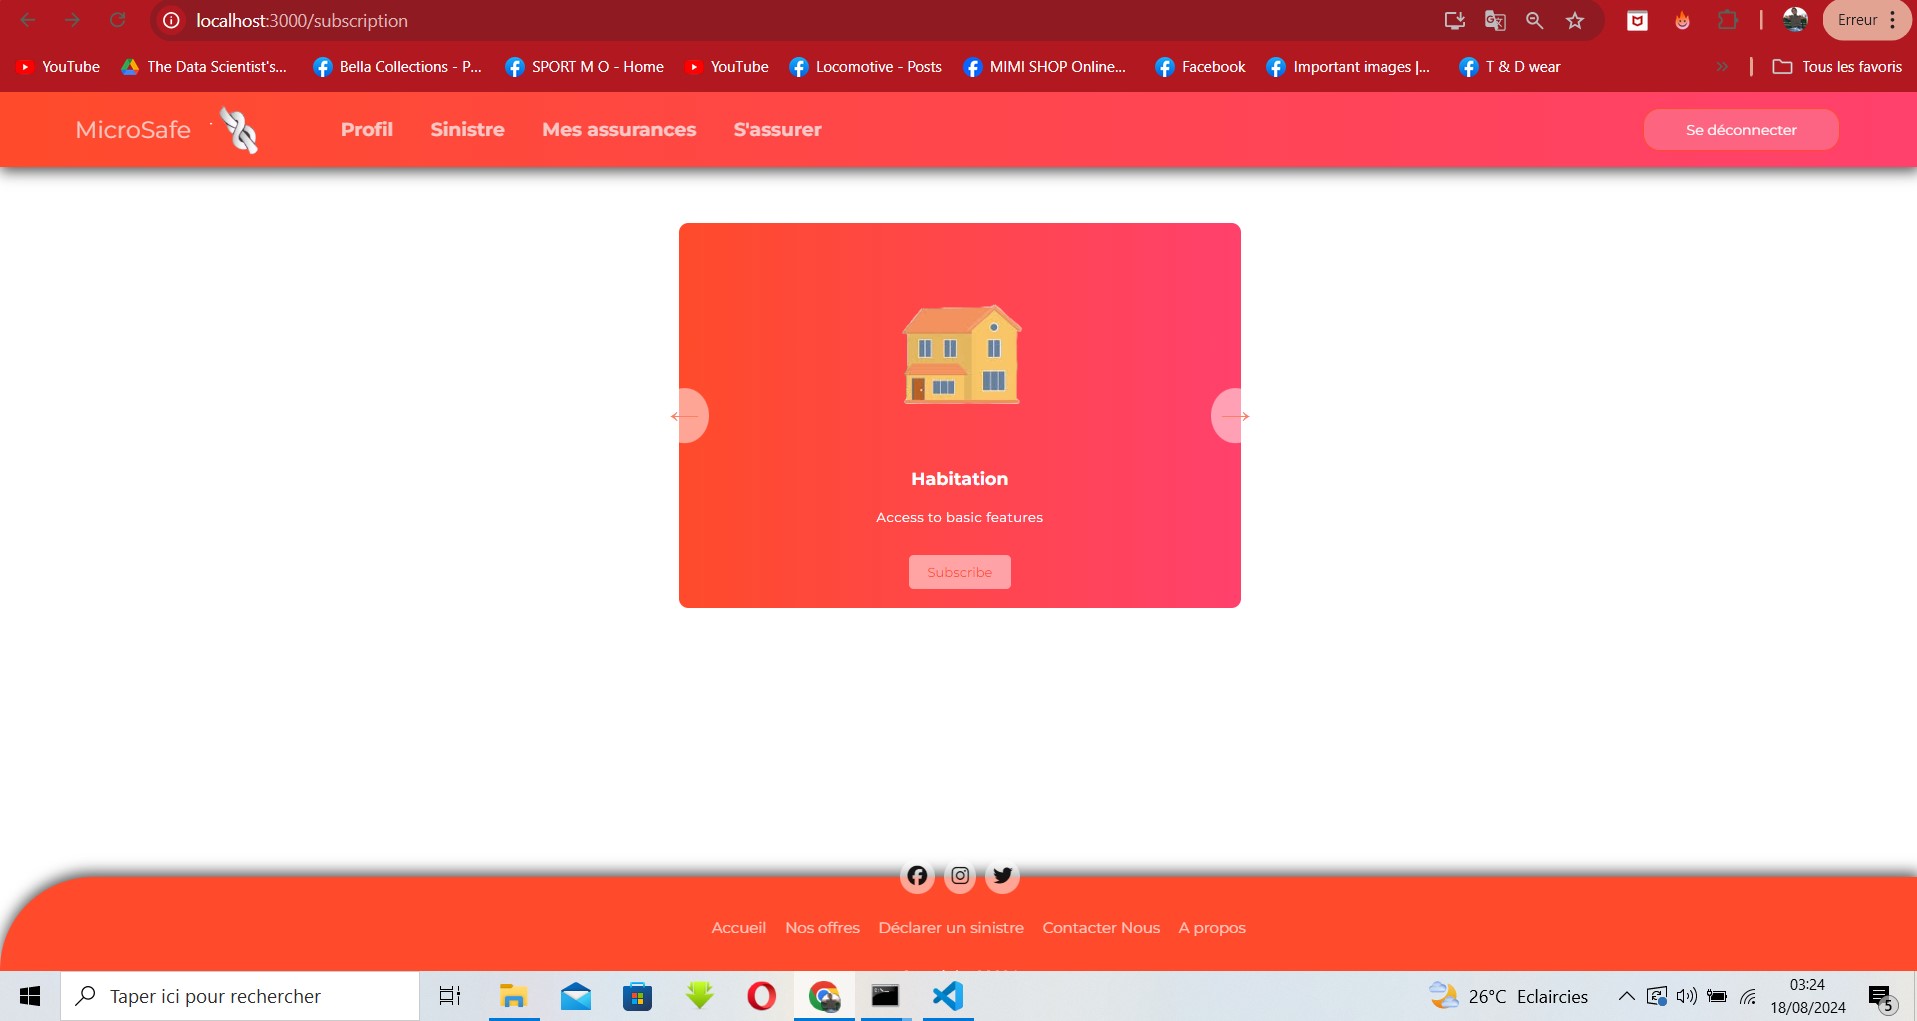 localhost:3000/subscription
Erreur
YouTube The Data Scientist's... Bella Collections - P... SPORT M O - Home YouTube Locomotive - Posts MIMI SHOP Online... Facebook Important images |... T & D wear » Tous les favoris
MicroSafe Profil Sinistre Mes assurances S'assurer Se déconnecter
← →
Habitation
Access to basic features
Subscribe
Accueil Nos offres Déclarer un sinistre Contacter Nous A propos
Taper ici pour rechercher 26°C Eclaircies 03:24
18/08/2024 5